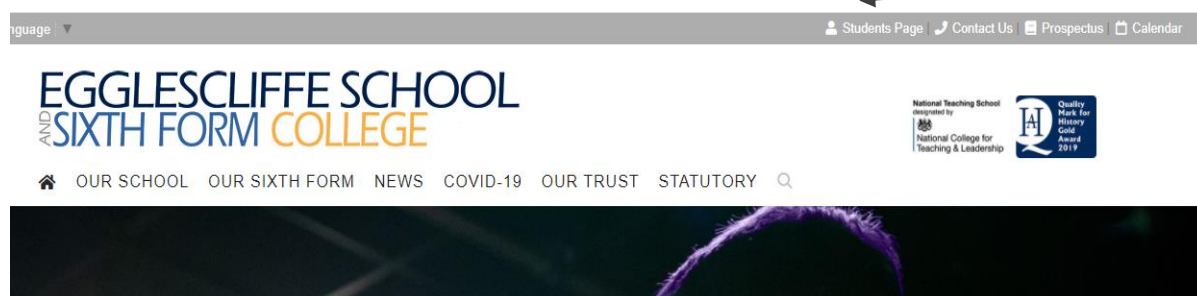 nguage | ▼
Students Page | Contact Us | Prospectus | Calendar
EGGLESCLIFFE SCHOOL
AND SIXTH FORM COLLEGE
National Teaching School
designated by
National College for
Teaching & Leadership
HA
Quality
Mark for
History
Gold
Award
2019
OUR SCHOOL OUR SIXTH FORM NEWS COVID-19 OUR TRUST STATUTORY